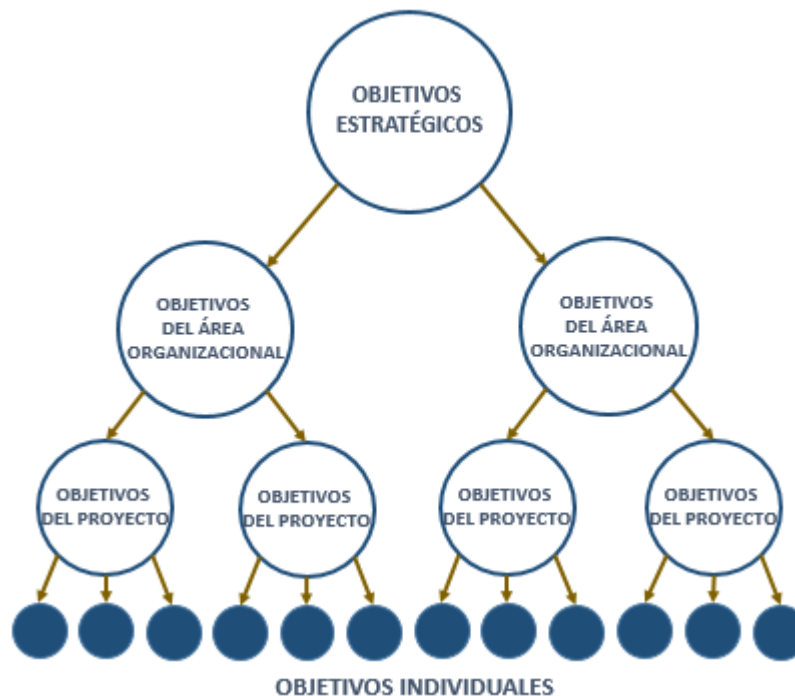 OBJETIVOS
ESTRATÉGICOS
OBJETIVOS
DEL ÁREA
ORGANIZACIONAL
OBJETIVOS
DEL ÁREA
ORGANIZACIONAL
OBJETIVOS
DEL PROYECTO
OBJETIVOS
DEL PROYECTO
OBJETIVOS
DEL PROYECTO
OBJETIVOS
DEL PROYECTO
OBJETIVOS INDIVIDUALES